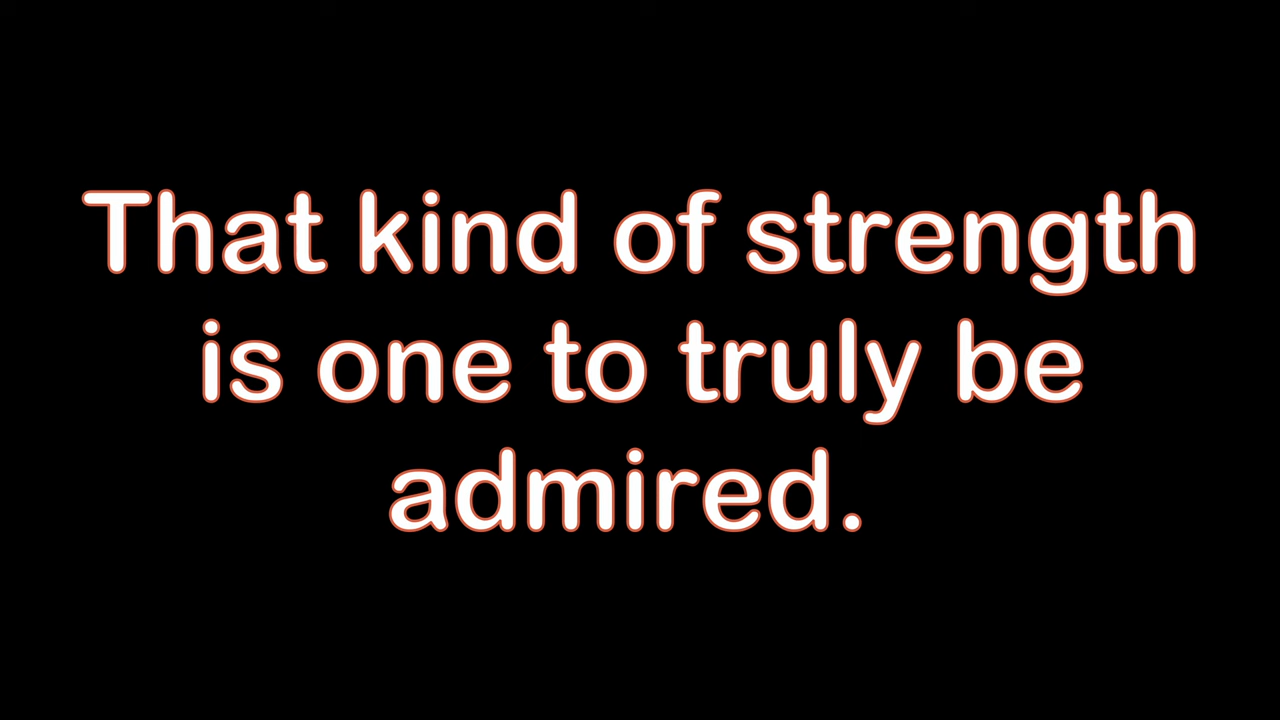 That kind of strength
is one to truly be
admired.